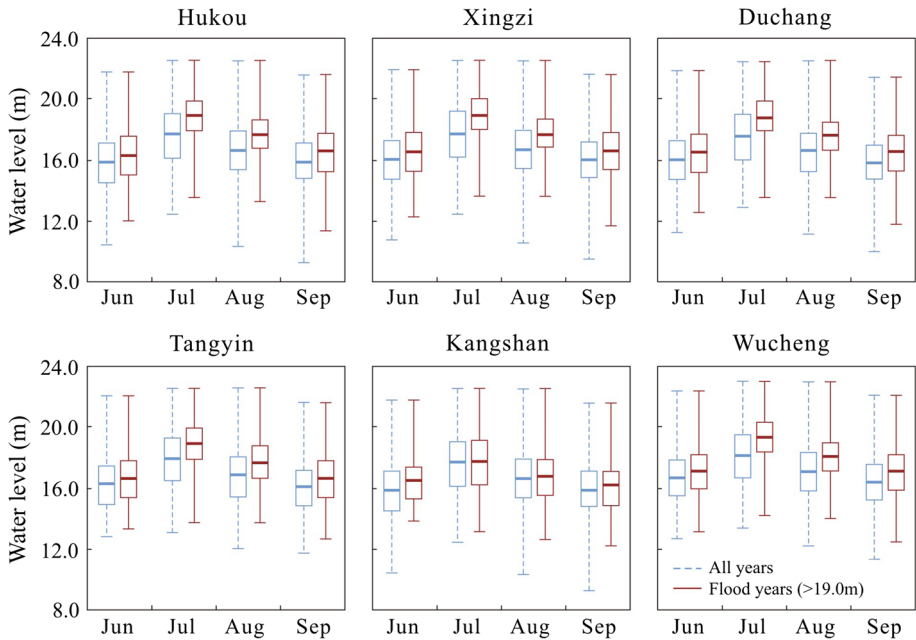 Hukou Xingzi Duchang
Water level (m)
24.0
20.0
16.0
12.0
8.0
Jun Jul Aug Sep Jun Jul Aug Sep Jun Jul Aug Sep
Tangyin Kangshan Wucheng
Water level (m)
24.0
20.0
16.0
12.0
8.0
All years
Flood years (>19.0m)
Jun Jul Aug Sep Jun Jul Aug Sep Jun Jul Aug Sep